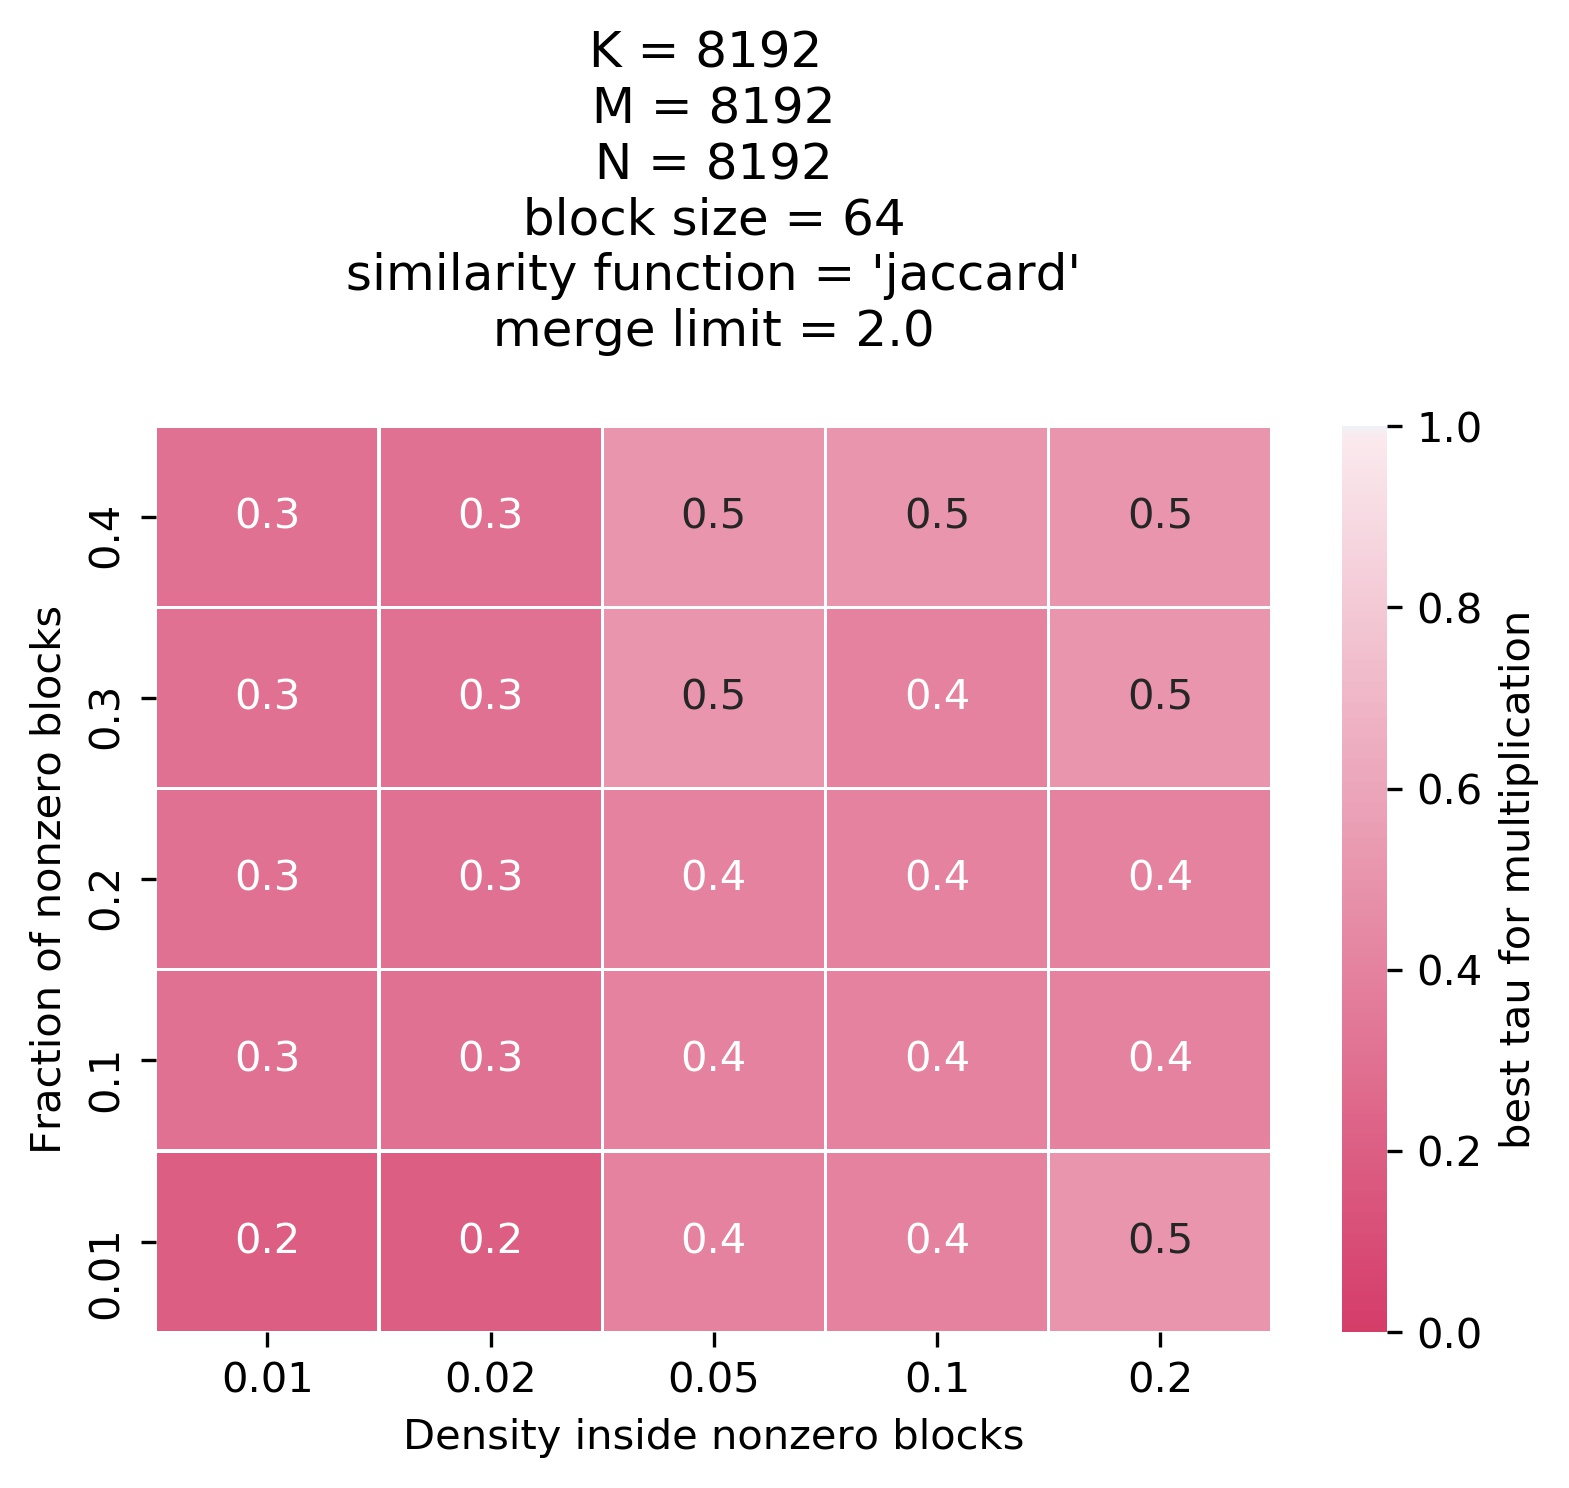 K = 8192
M = 8192
N = 8192
block size = 64
similarity function = 'jaccard'
merge limit = 2.0
Fraction of nonzero blocks
0.4
0.3
0.2
0.1
0.01
0.3 0.3 0.5 0.5 0.5
0.3 0.3 0.5 0.4 0.5
0.3 0.3 0.4 0.4 0.4
0.3 0.3 0.4 0.4 0.4
0.2 0.2 0.4 0.4 0.5
0.01 0.02 0.05 0.1 0.2
Density inside nonzero blocks
1.0
0.8
0.6
0.4
0.2
0.0
best tau for multiplication